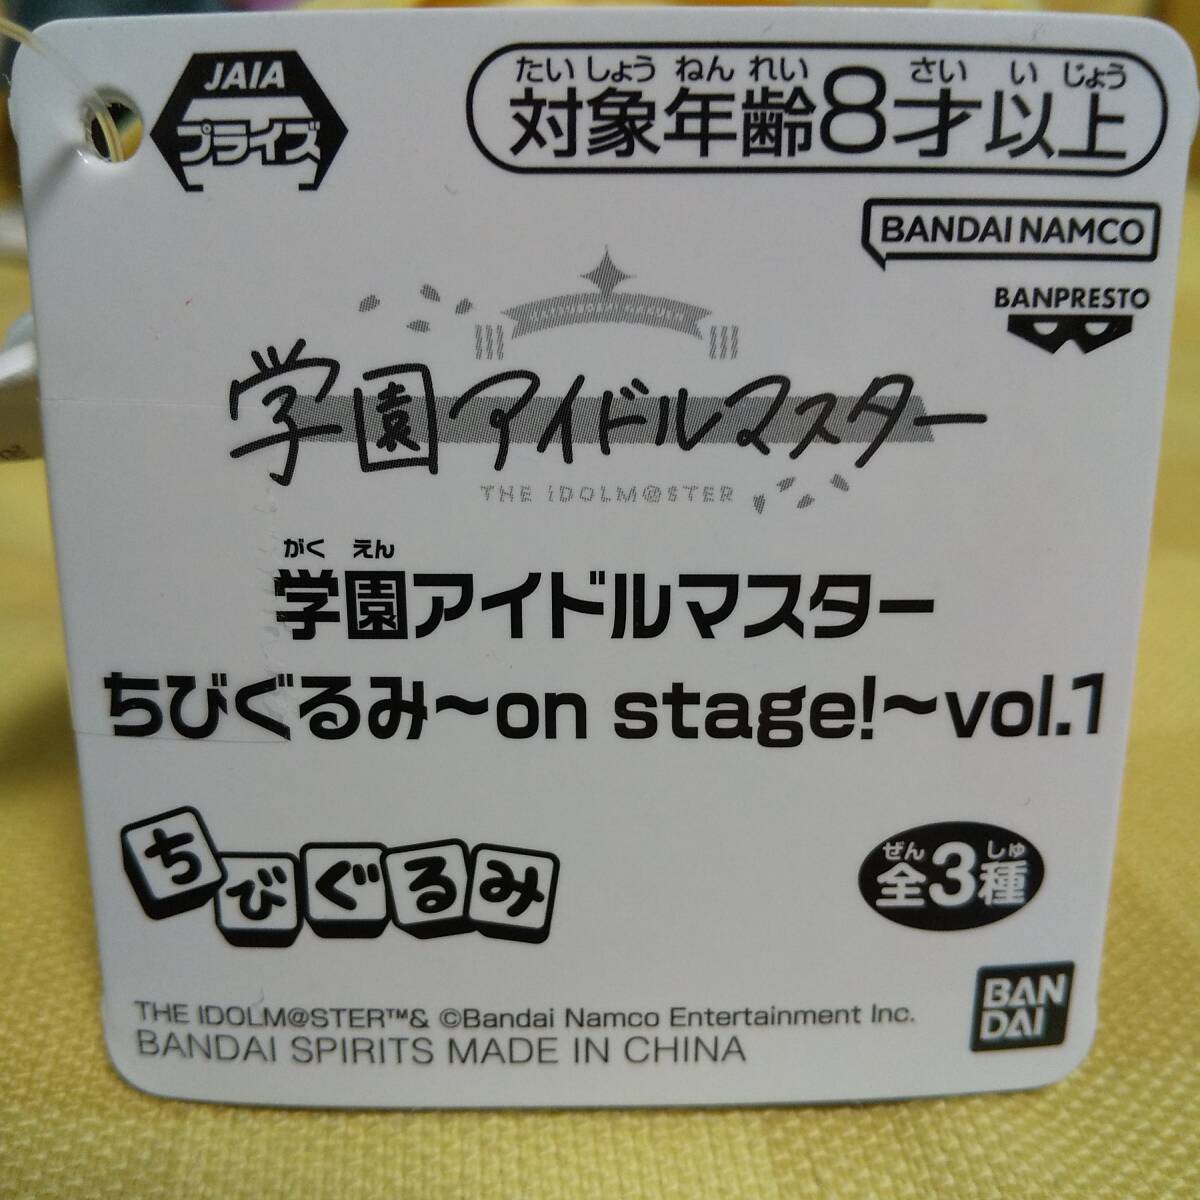 JAIA
プライズ
たいしょうねんれい さいいじょう
対象年齢8才以上
BANDAI NAMCO
BANPRESTO
HATSUBOSHI GAKUEN
学園アイドルマスター
THE IDOLM@STER
がくえん
学園アイドルマスター
ちびぐるみ～on stage!～vol.1
ちびぐるみ
ぜん しゅ
全3種
THE IDOLM@STER™& ©Bandai Namco Entertainment Inc.
BANDAI SPIRITS MADE IN CHINA
BAN
DAI